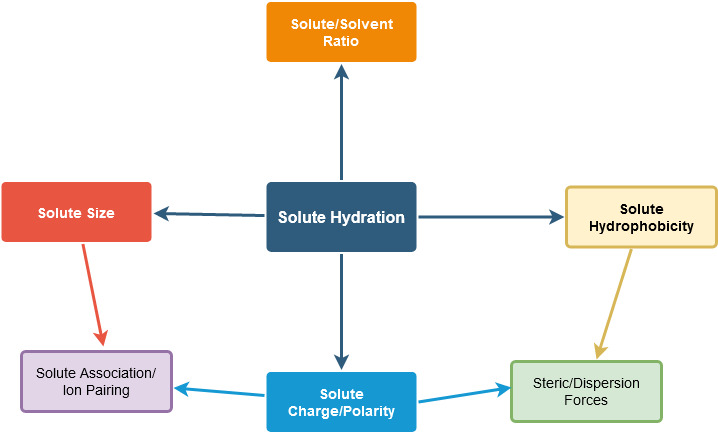 Solute/Solvent
Ratio
Solute Size
Solute Hydration
Solute
Hydrophobicity
Solute Association/
Ion Pairing
Solute
Charge/Polarity
Steric/Dispersion
Forces